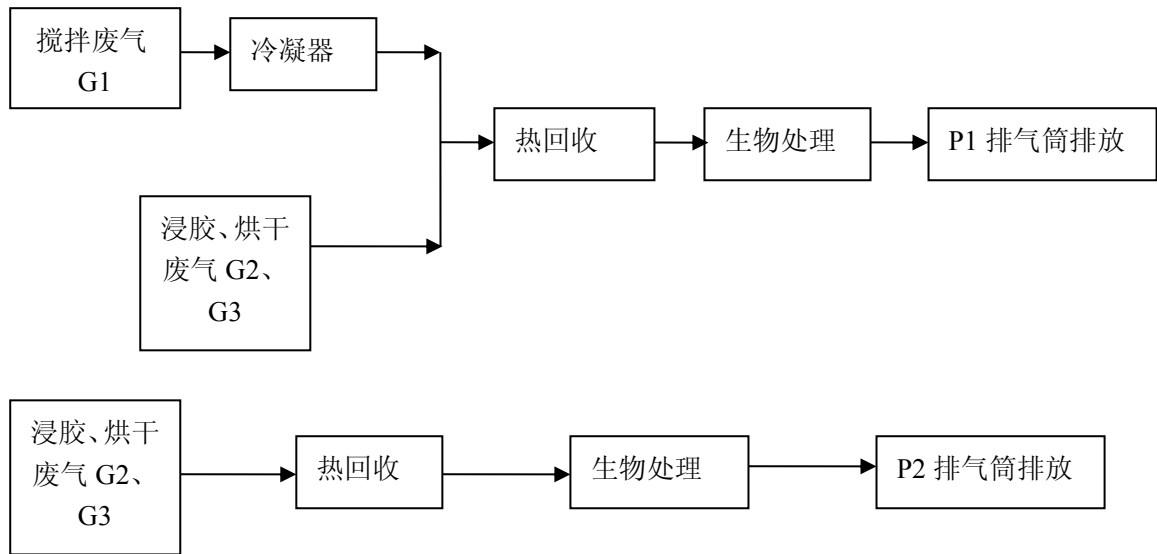 搅拌废气
G1
冷凝器
热回收
生物处理
P1 排气筒排放
浸胶、烘干
废气 G2、
G3
浸胶、烘干
废气 G2、
G3
热回收
生物处理
P2 排气筒排放